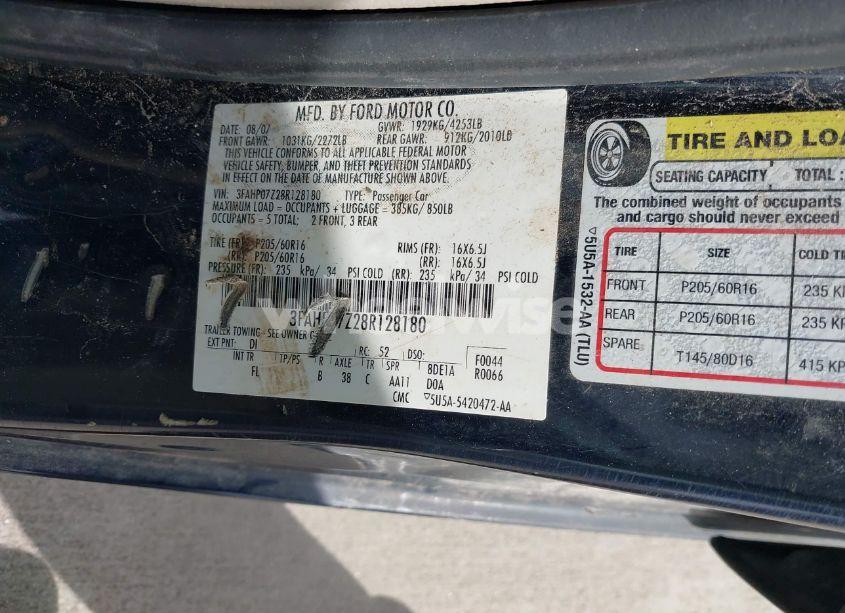 MFD. BY FORD MOTOR CO.
DATE: 08/07 GVWR: 1929KG/4253LB
FRONT GAWR: 1031KG/2272LB REAR GAWR: 912KG/2010LB
THIS VEHICLE CONFORMS TO ALL APPLICABLE FEDERAL MOTOR
VEHICLE SAFETY, BUMPER, AND THEFT PREVENTION STANDARDS
IN EFFECT ON THE DATE OF MANUFACTURE SHOWN ABOVE.
VIN: 3FAHP07Z28R128180 TYPE: Passenger Car
MAXIMUM LOAD = OCCUPANTS + LUGGAGE = 385KG/850LB
OCCUPANTS = 5 TOTAL: 2 FRONT, 3 REAR
TIRE (FR): P205/60R16 RIMS (FR): 16X6.5J
(RR): P205/60R16 (RR): 16X6.5J
PRESSURE (FR): 235 kPa/ 34 PSI COLD (RR): 235 kPa/ 34 PSI COLD
3FAHP07Z28R128180
TRAILER TOWING - SEE OWNER
EXT PNT: D1 RC: 52 DSO: F0044
INT TR TP/PS R AXLE TR SPR 8DE1A R0066
FL B 38 C AA11 D0A
CMC ▽5U5A-5420472-AA
TIRE AND LOA
SEATING CAPACITY TOTAL :
The combined weight of occupants
and cargo should never exceed
TIRE SIZE COLD TI
FRONT P205/60R16 235 K
REAR P205/60R16 235 K
SPARE T145/80D16 415 KP
▽5U5A-1532-AA (TLU)